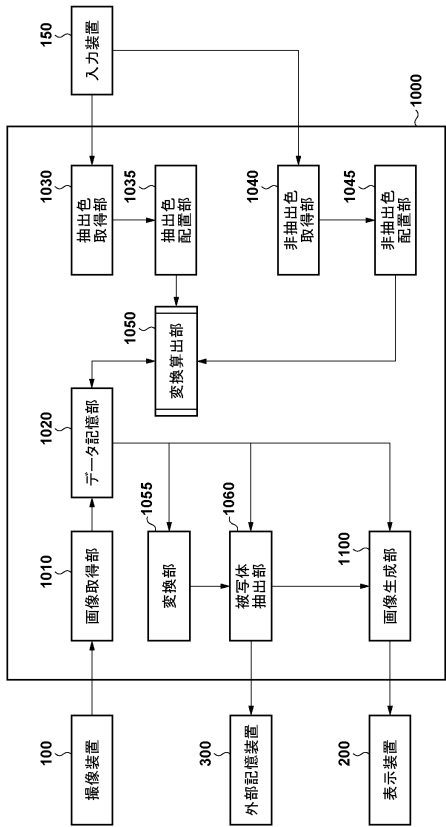 100
撮像装置
1010
画像取得部
1020
データ記憶部
1030
抽出色
取得部
150
入力装置
1035
抽出色
配置部
1050
変換算出部
1055
変換部
300
外部記憶装置
1060
被写体
抽出部
1040
非抽出色
取得部
1045
非抽出色
配置部
200
表示装置
1100
画像生成部
1000